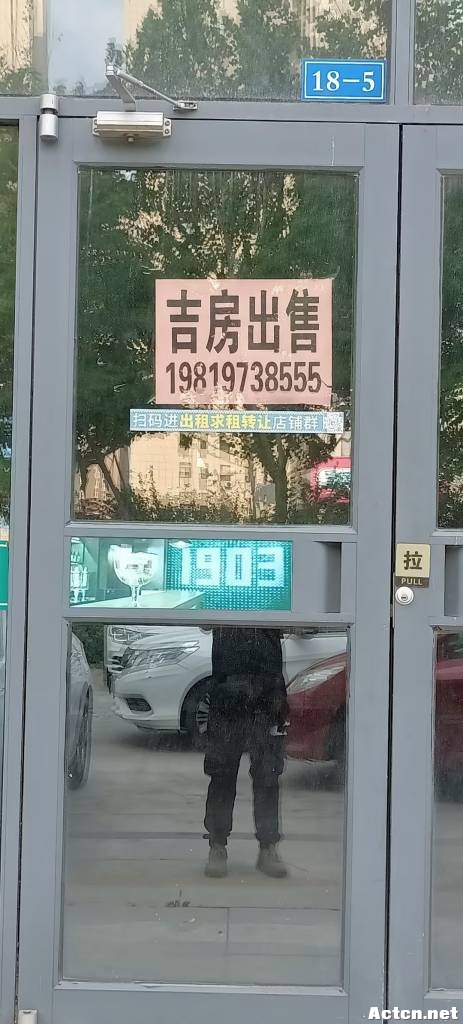 18-5
吉房出售
19819738555
扫码进出租求租转让店铺群
1903
拉
PULL
Actcn.net